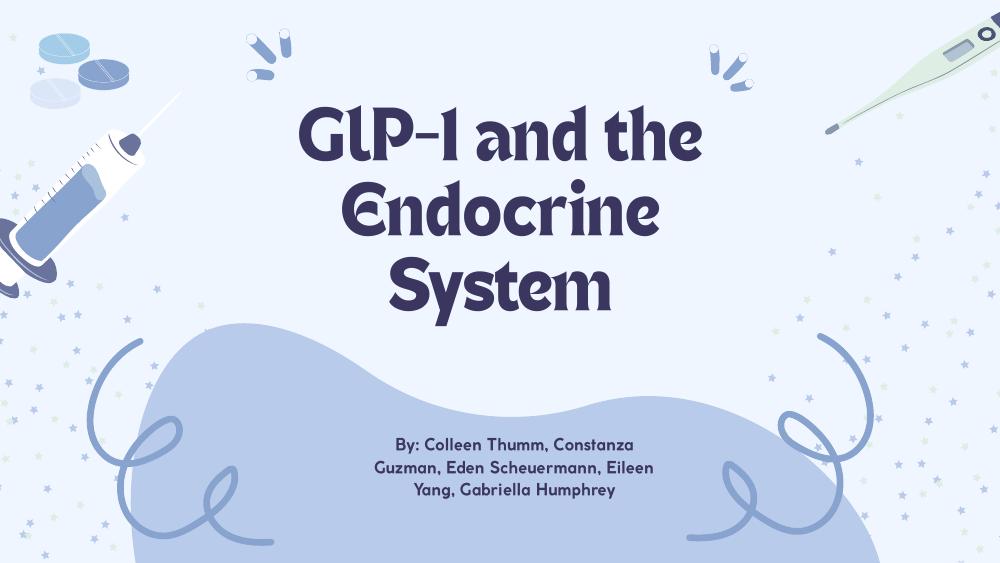 GlP-1 and the
Endocrine
System
By: Colleen Thumm, Constanza
Guzman, Eden Scheuermann, Eileen
Yang, Gabriella Humphrey